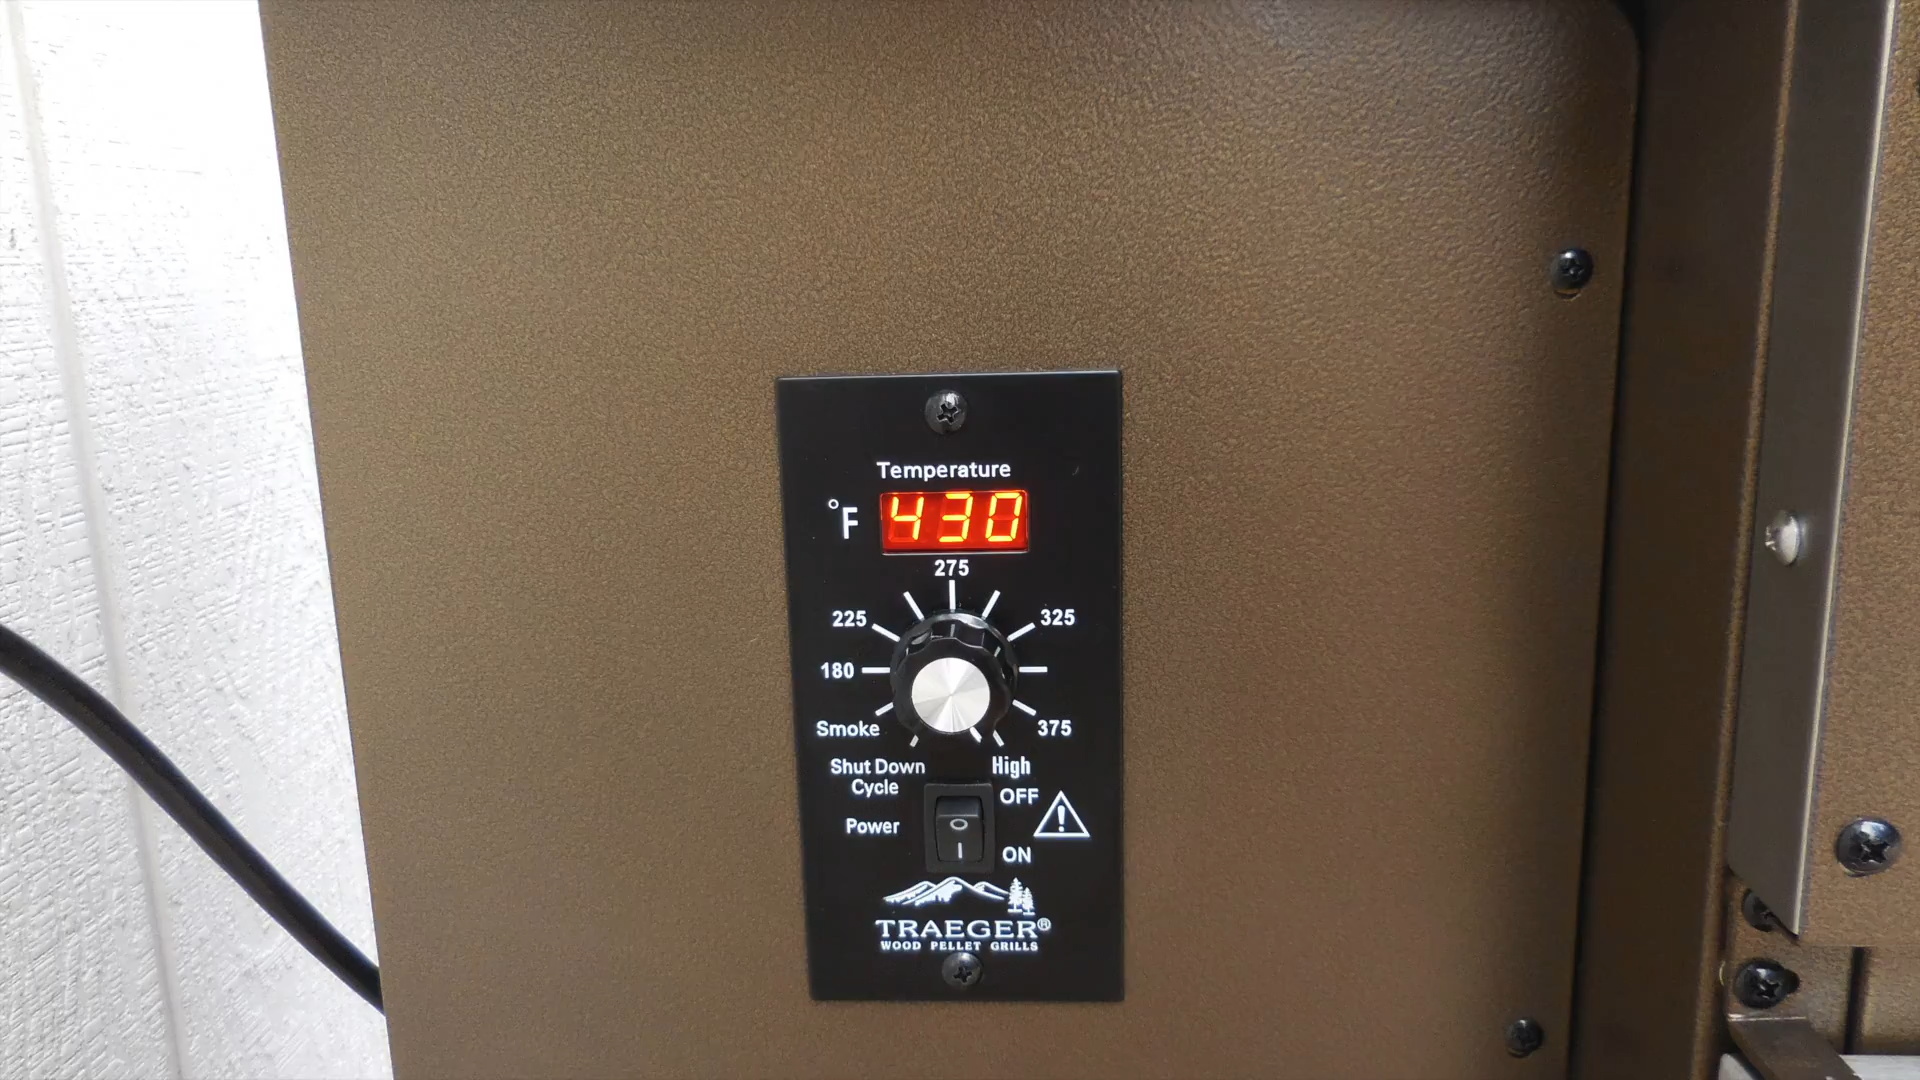 Temperature
°F 430
275
225 325
180
Smoke 375
Shut Down High
Cycle OFF
Power
ON
TRAEGER®
WOOD PELLET GRILLS